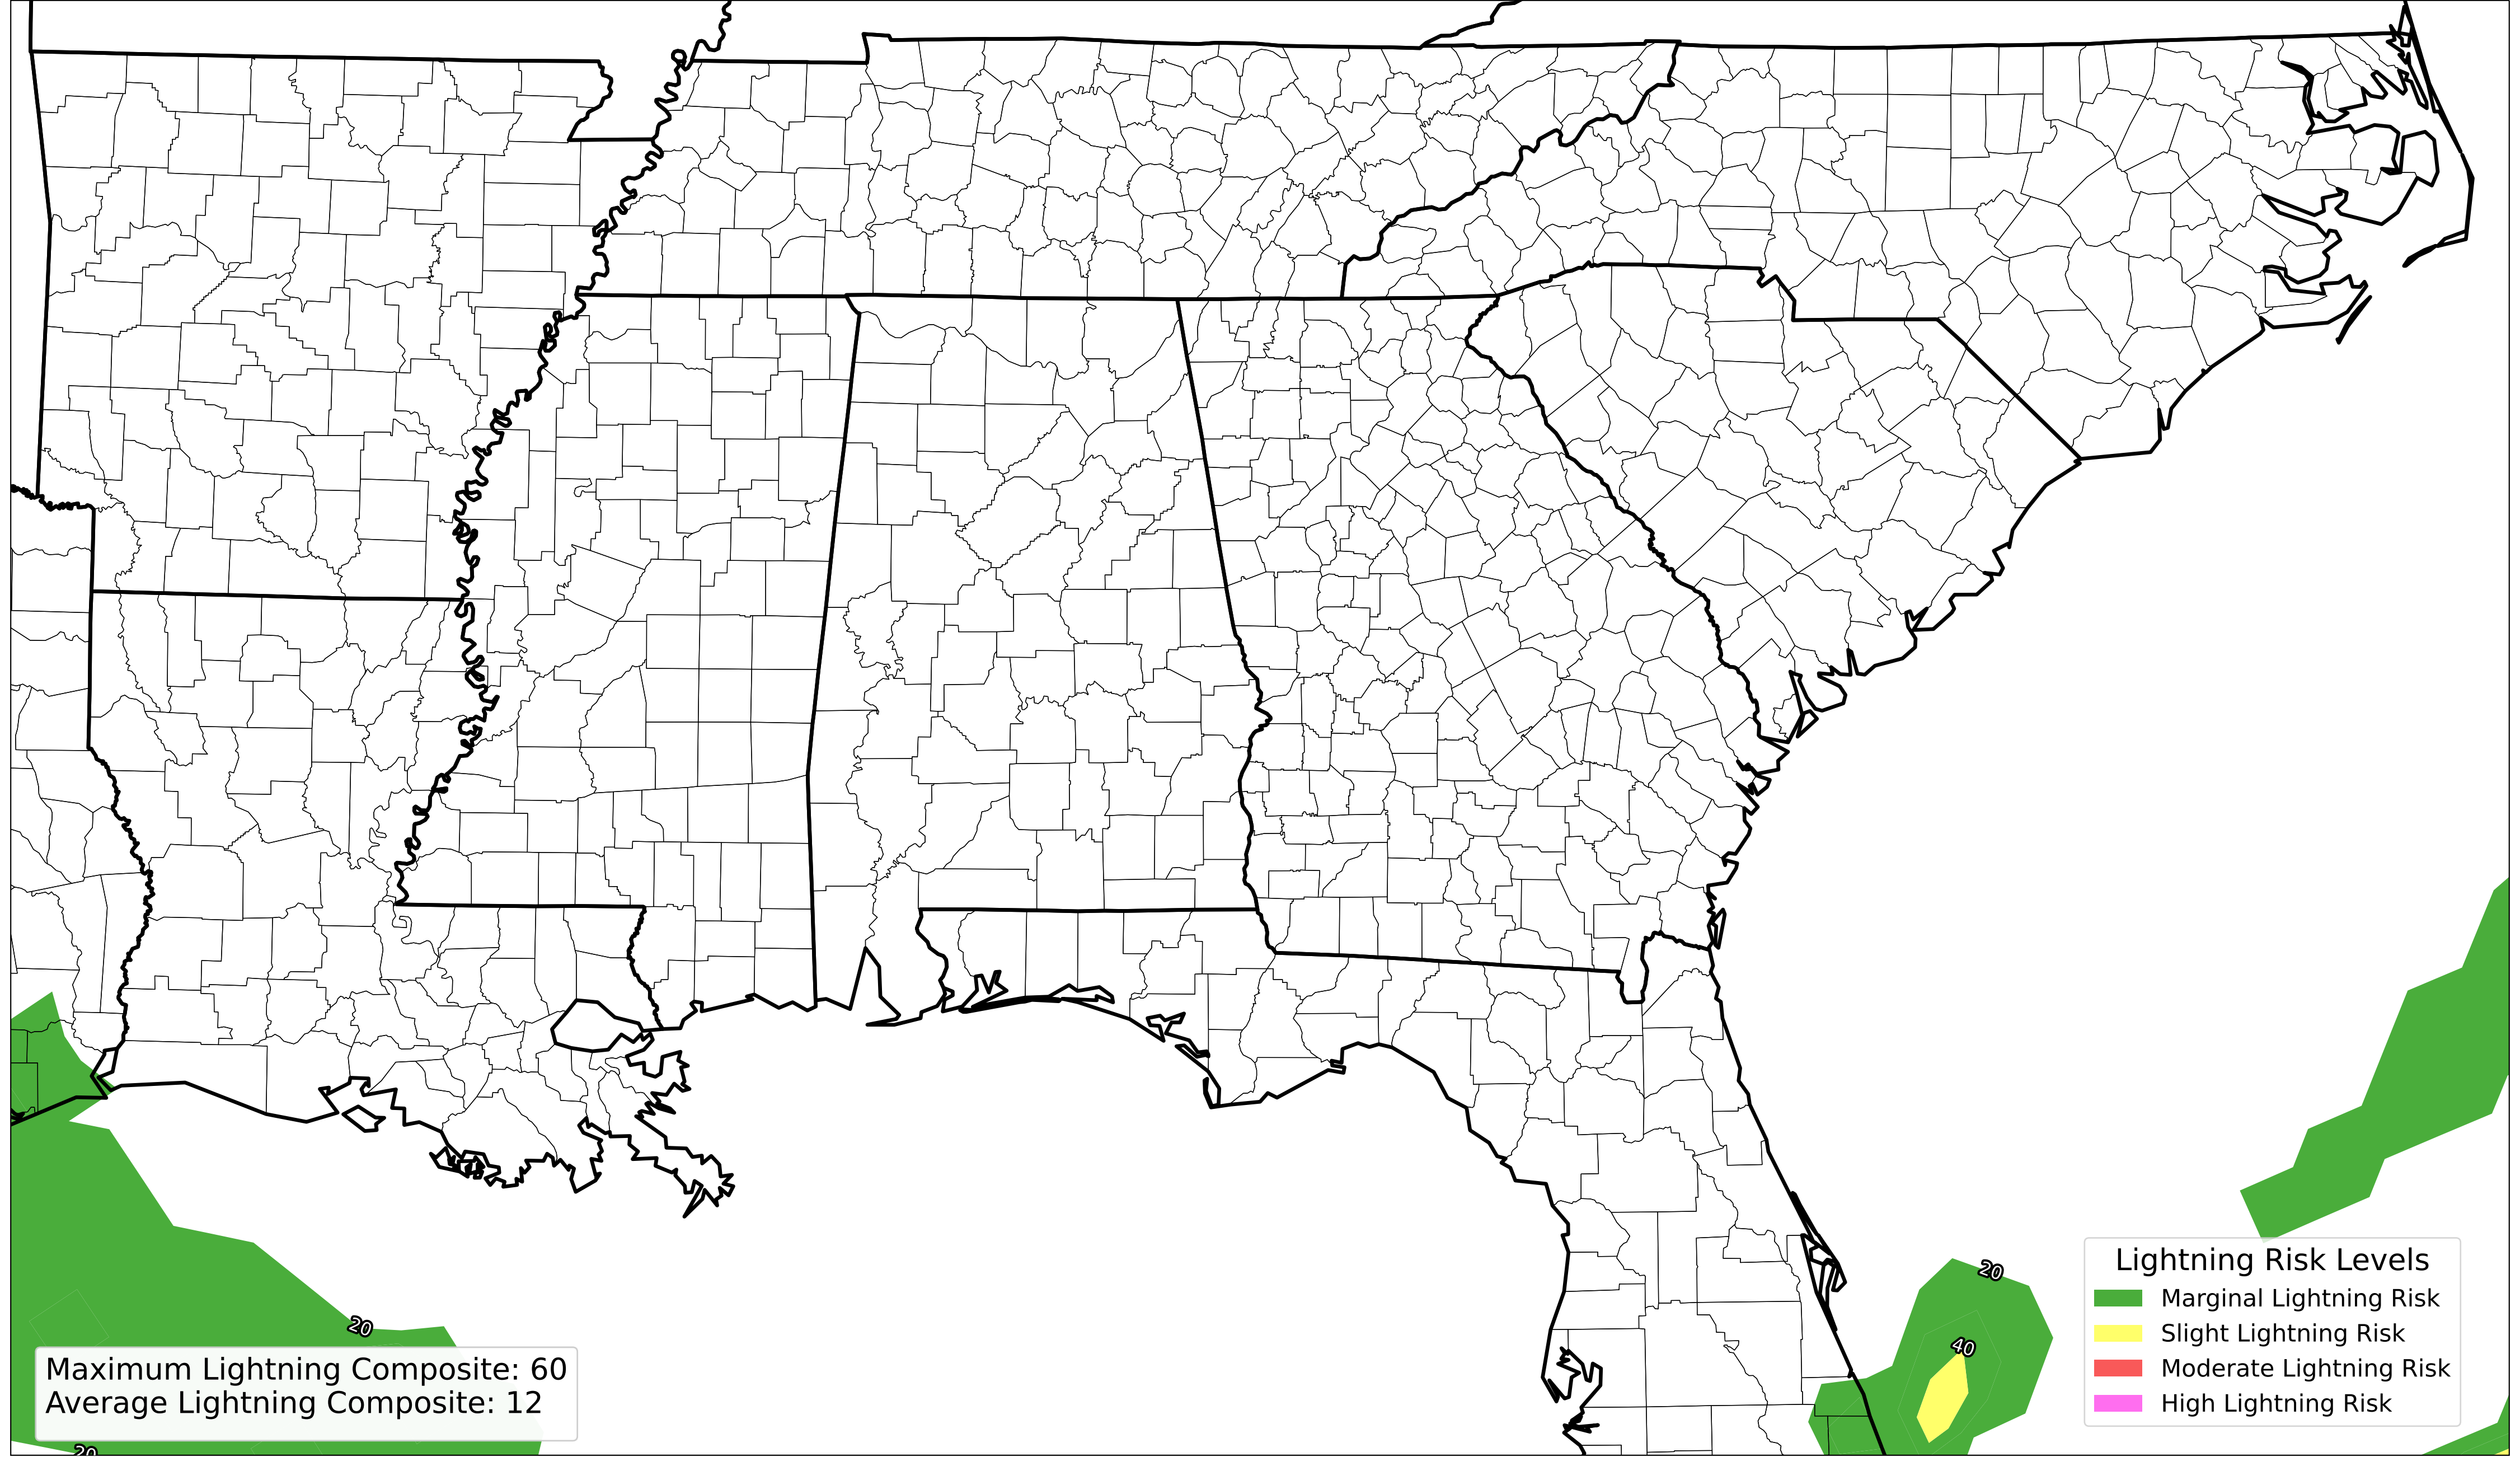 20
40
20
20
Maximum Lightning Composite: 60
Average Lightning Composite: 12
Lightning Risk Levels
Marginal Lightning Risk
Slight Lightning Risk
Moderate Lightning Risk
High Lightning Risk